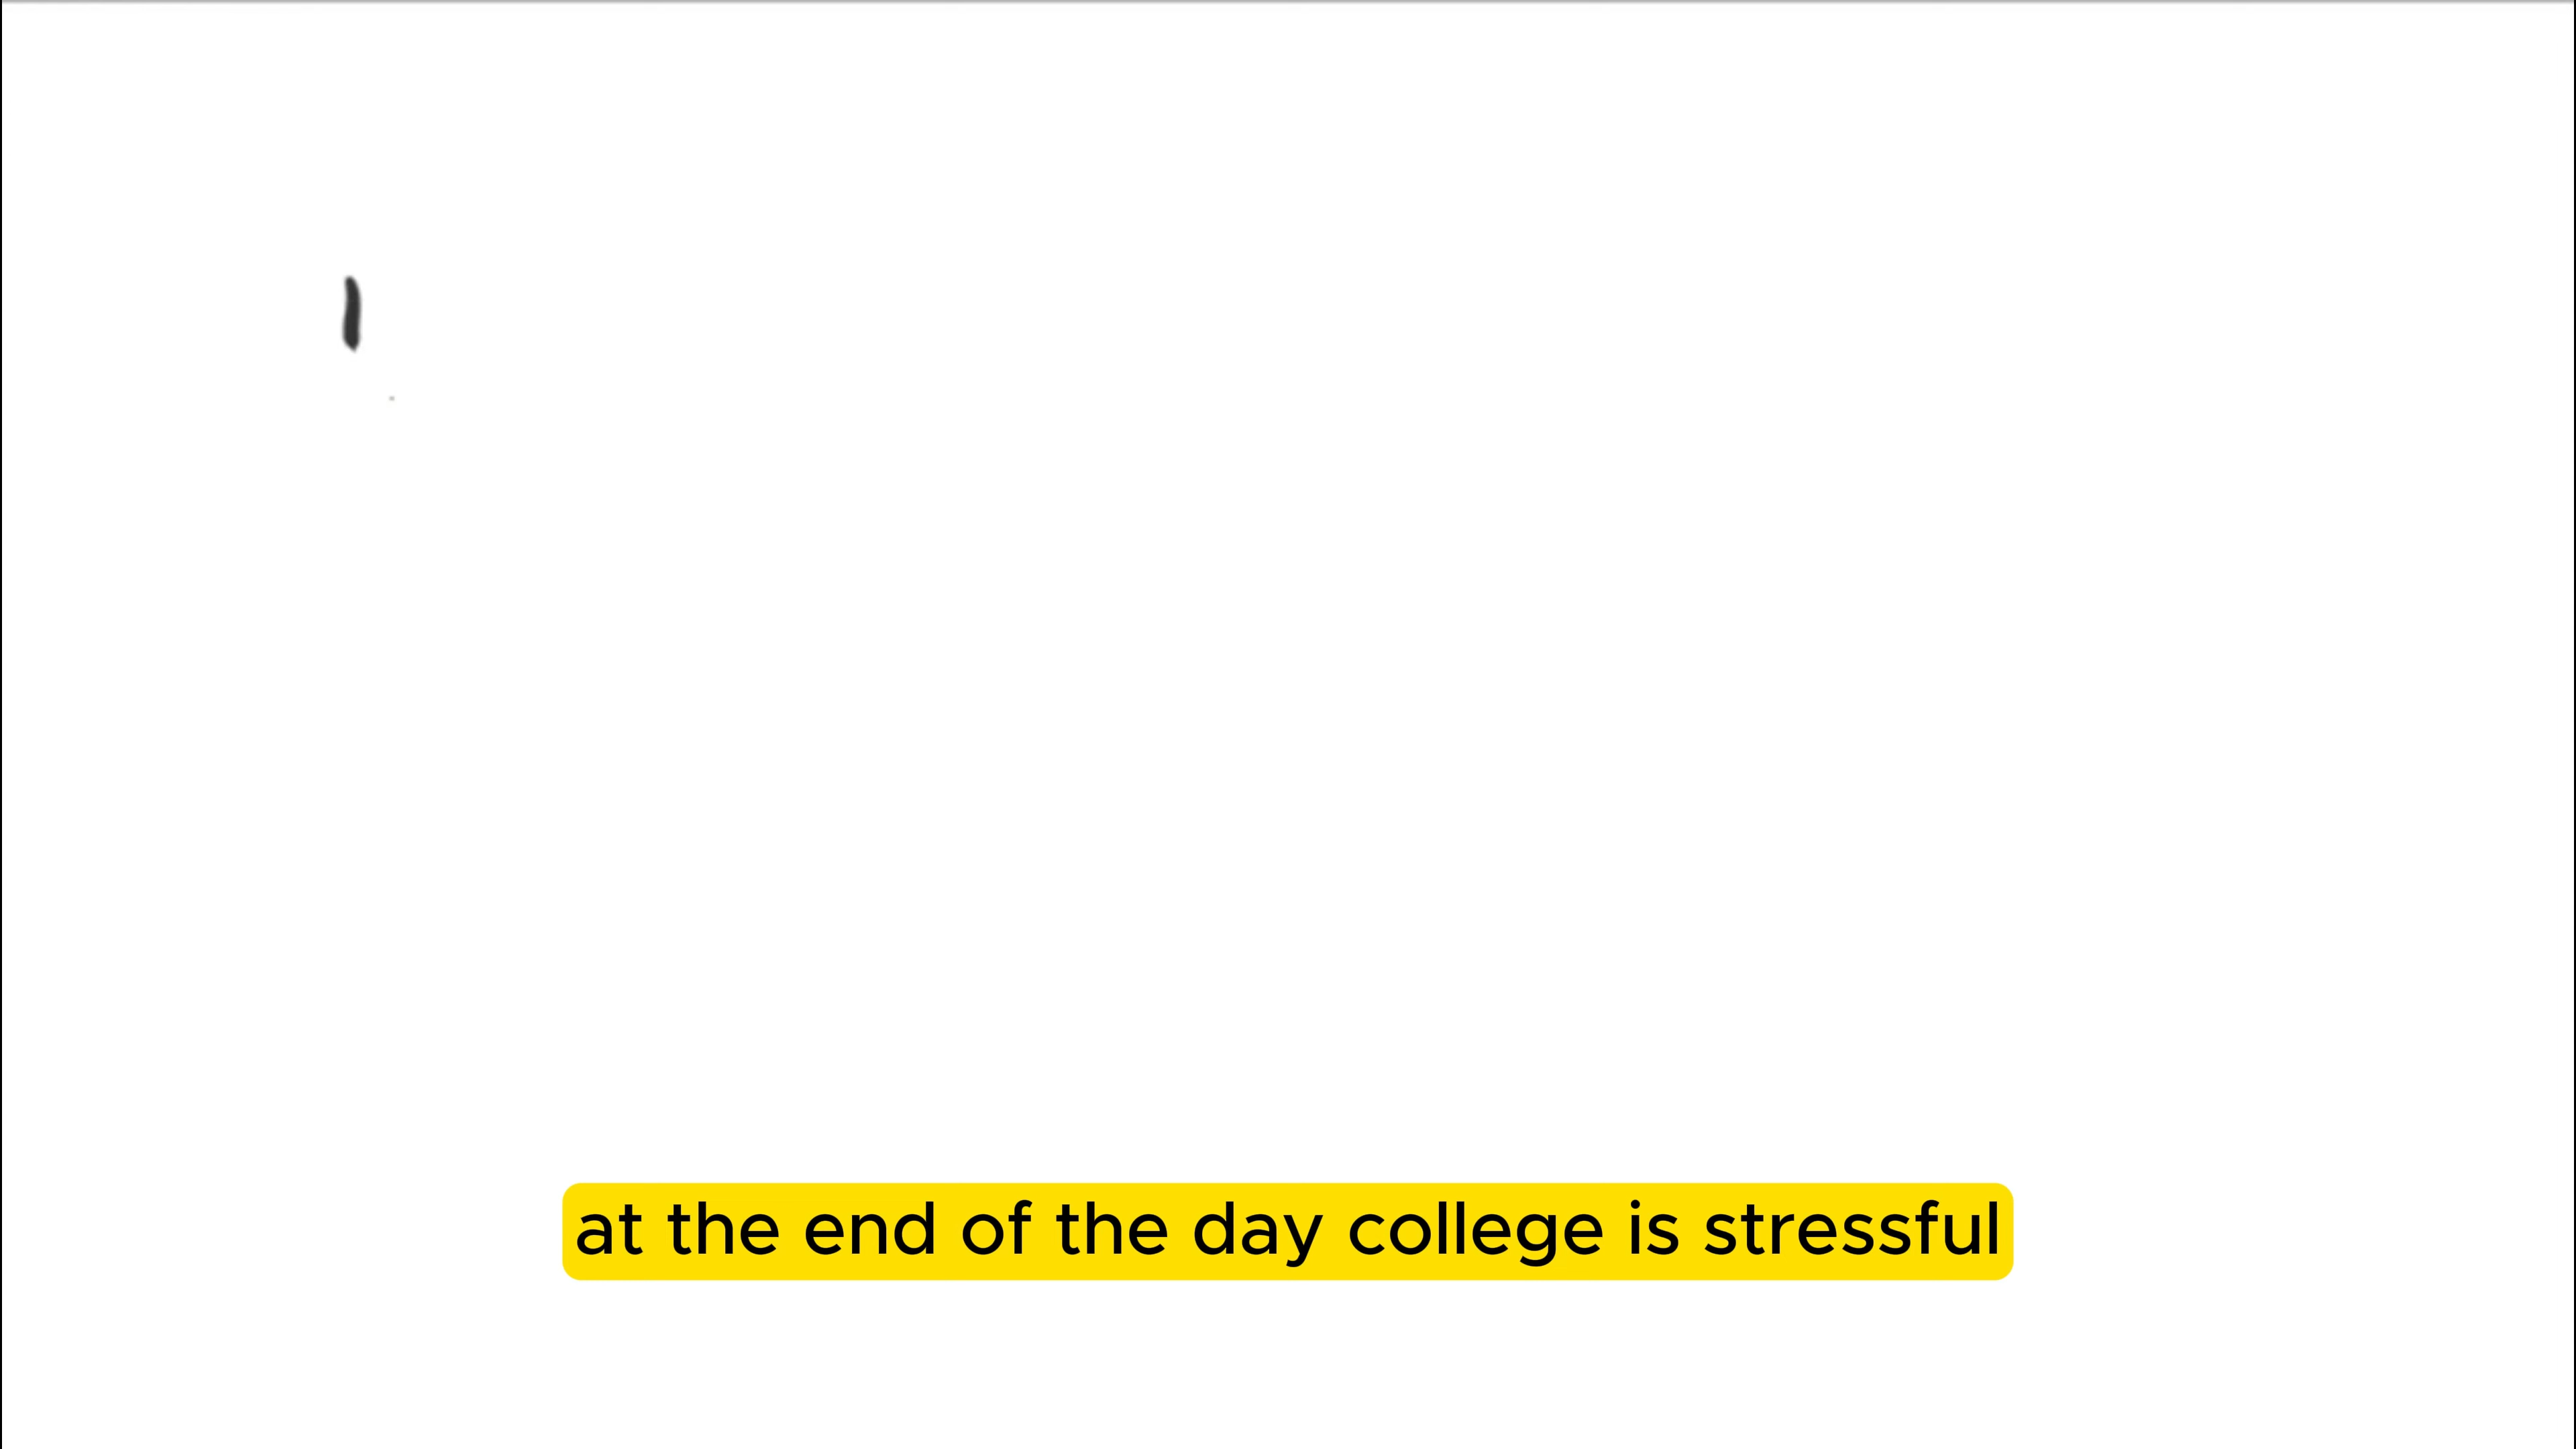 at the end of the day college is stressful